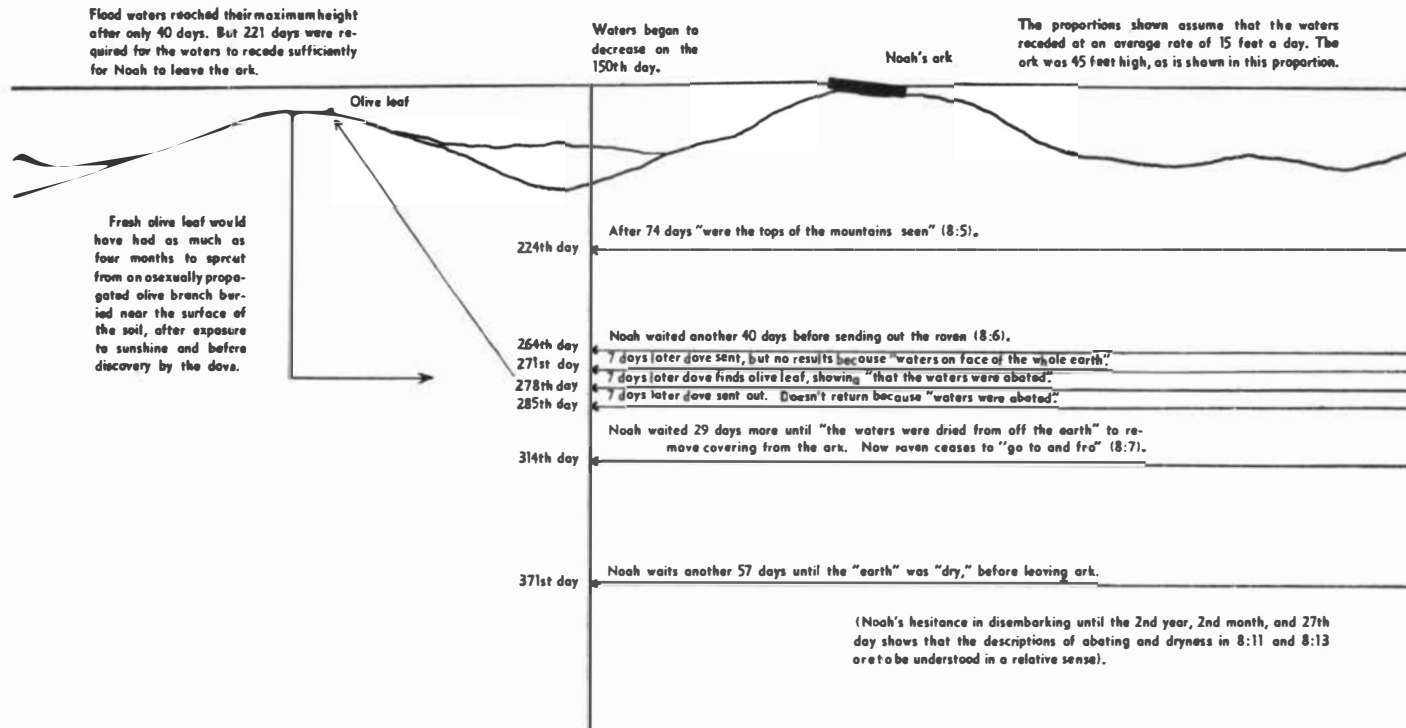 Flood waters reached their maximum height
after only 40 days. But 221 days were re-
quired for the waters to recede sufficiently
for Noah to leave the ark.
Waters began to
decrease on the
150th day.
Noah's ark
The proportions shown assume that the waters
receded at an average rate of 15 feet a day. The
ark was 45 feet high, as is shown in this proportion.
Olive leaf
Fresh olive leaf would
have had as much as
four months to sprout
from on osexually propa-
gated olive branch bur-
ied near the surface of
the soil, after exposure
to sunshine and before
discovery by the dove.
224th day
After 74 days "were the tops of the mountains seen" (8:5).
264th day
Noah waited another 40 days before sending out the raven (8:6).
271st day
7 days later dove sent, but no results because "waters on face of the whole earth".
278th day
7 days later dove finds olive leaf, showing "that the waters were abated".
285th day
7 days later dove sent out. Doesn't return because "waters were abated".
Noah waited 29 days more until "the waters were dried from off the earth" to re-
move covering from the ark. Now raven ceases to "go to and fro" (8:7).
314th day
371st day
Noah waits another 57 days until the "earth" was "dry," before leaving ark.
(Noah's hesitance in disembarking until the 2nd year, 2nd month, and 27th
day shows that the descriptions of abating and dryness in 8:11 and 8:13
are to be understood in a relative sense).